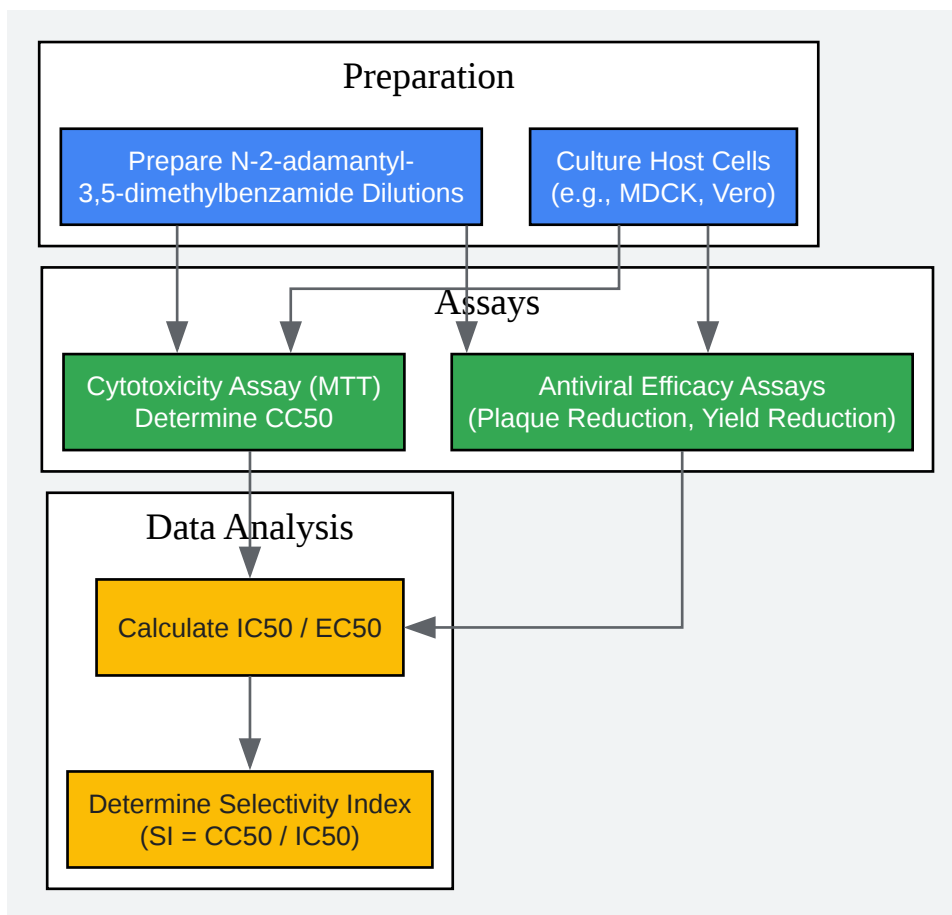 Preparation
Prepare N-2-adamantyl-
3,5-dimethylbenzamide Dilutions
Culture Host Cells
(e.g., MDCK, Vero)
Assays
Cytotoxicity Assay (MTT)
Determine CC50
Antiviral Efficacy Assays
(Plaque Reduction, Yield Reduction)
Data Analysis
Calculate IC50 / EC50
Determine Selectivity Index
(SI = CC50 / IC50)